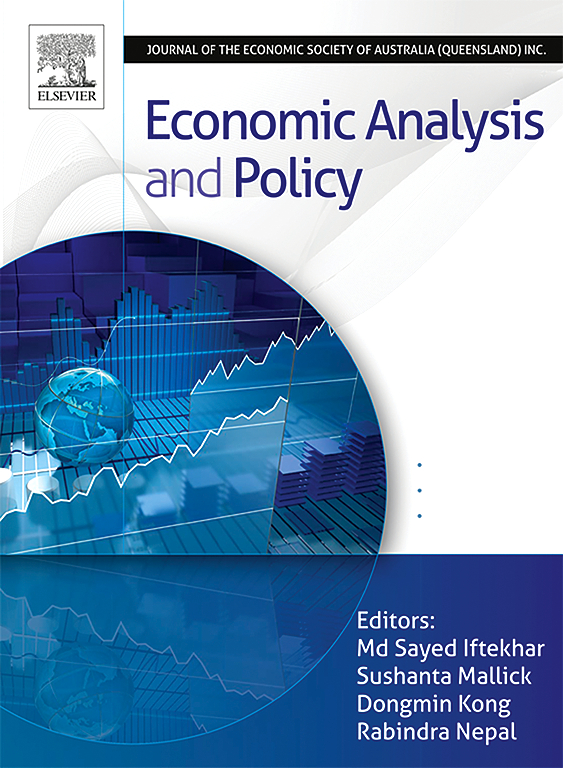 JOURNAL OF THE ECONOMIC SOCIETY OF AUSTRALIA (QUEENSLAND) INC.
ELSEVIER
Economic Analysis
and Policy
Editors:
Md Sayed Iftekhar
Sushanta Mallick
Dongmin Kong
Rabindra Nepal